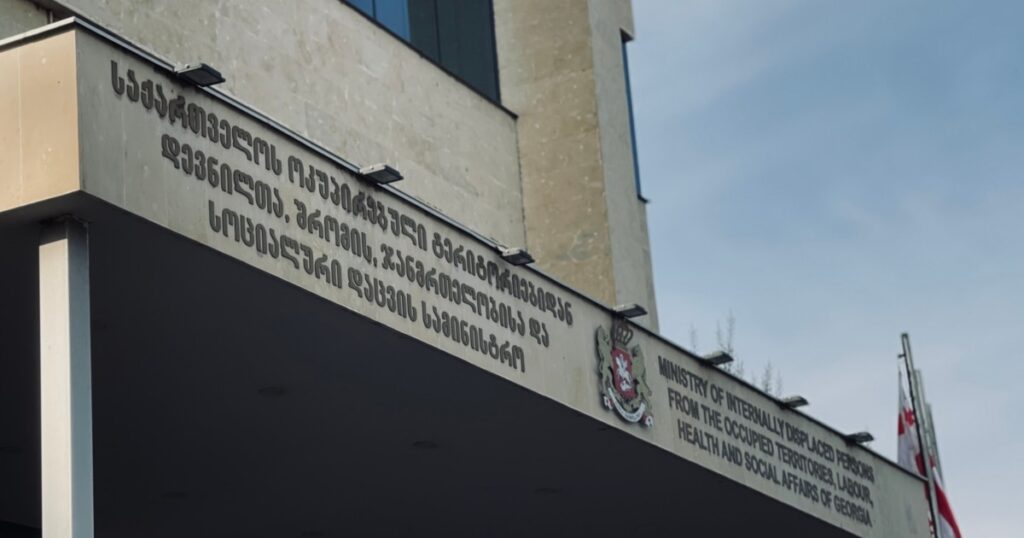 საქართველოს ოკუპირებული ტერიტორიებიდან
დევნილთა, შრომის, ჯანმრთელობისა და
სოციალური დაცვის სამინისტრო
MINISTRY OF INTERNALLY DISPLACED PERSONS
FROM THE OCCUPIED TERRITORIES, LABOUR,
HEALTH AND SOCIAL AFFAIRS OF GEORGIA